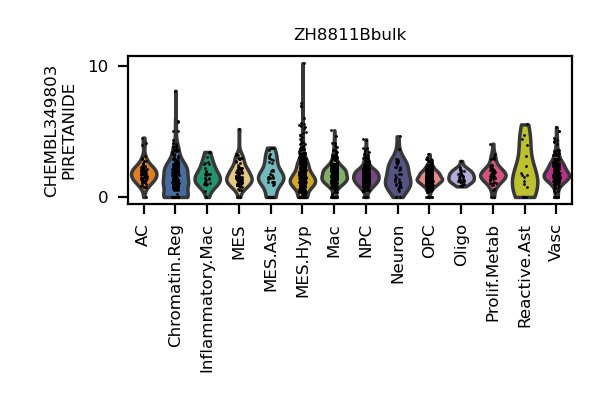 ZH8811Bbulk
CHEMBL349803
PIRETANIDE
10
0
AC
Chromatin.Reg
Inflammatory.Mac
MES
MES.Ast
MES.Hyp
Mac
NPC
Neuron
OPC
Oligo
Prolif.Metab
Reactive.Ast
Vasc